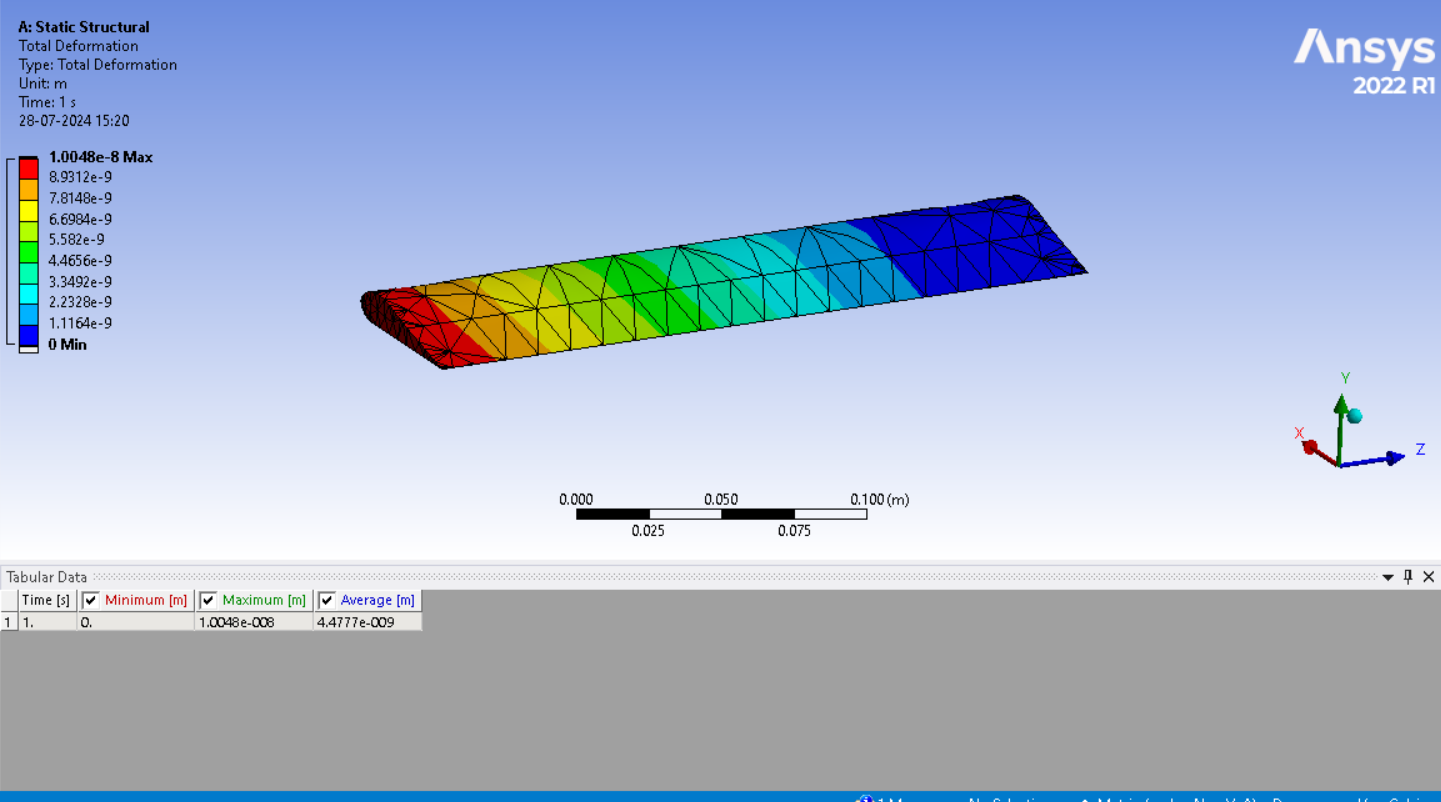 A: Static Structural
Total Deformation
Type: Total Deformation
Unit: m
Time: 1 s
28-07-2024 15:20
Ansys
2022 R1
1.0048e-8 Max
8.9312e-9
7.8148e-9
6.6984e-9
5.582e-9
4.4656e-9
3.3492e-9
2.2328e-9
1.1164e-9
0 Min
Y
X
Z
0.000 0.050 0.100 (m)
0.025 0.075
Tabular Data
Time [s] Minimum [m] Maximum [m] Average [m]
1 1. 0. 1.0048e-008 4.4777e-009